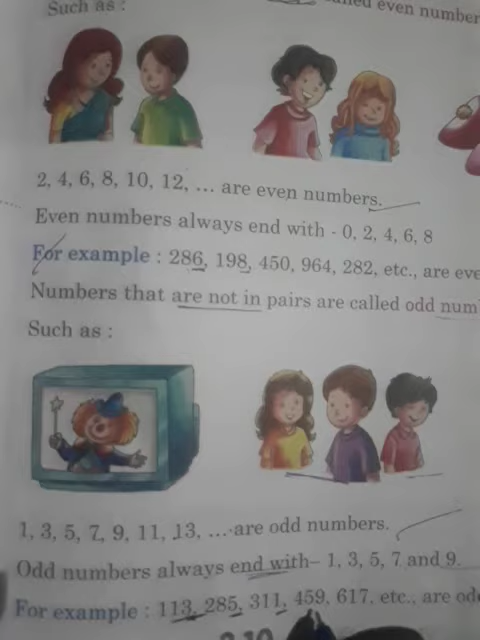 Such as :
called even number
2, 4, 6, 8, 10, 12, ... are even numbers.
Even numbers always end with - 0, 2, 4, 6, 8
For example : 286, 198, 450, 964, 282, etc., are eve
Numbers that are not in pairs are called odd num
Such as :
1, 3, 5, 7, 9, 11, 13, ... are odd numbers.
Odd numbers always end with– 1, 3, 5, 7 and 9.
For example : 113, 285, 311, 459, 617. etc., are od